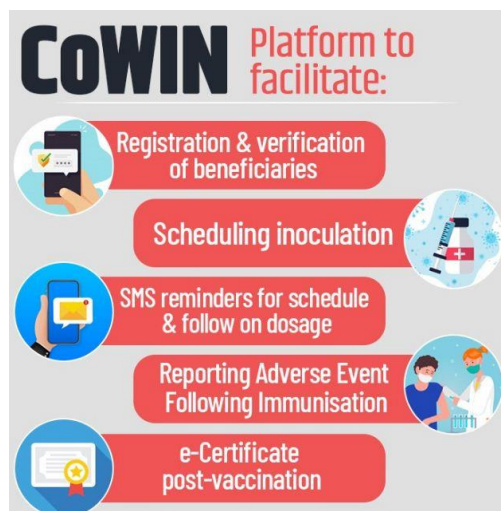 CoWIN Platform to
facilitate:
Registration & verification
of beneficiaries
Scheduling inoculation
SMS reminders for schedule
& follow on dosage
Reporting Adverse Event
Following Immunisation
e-Certificate
post-vaccination